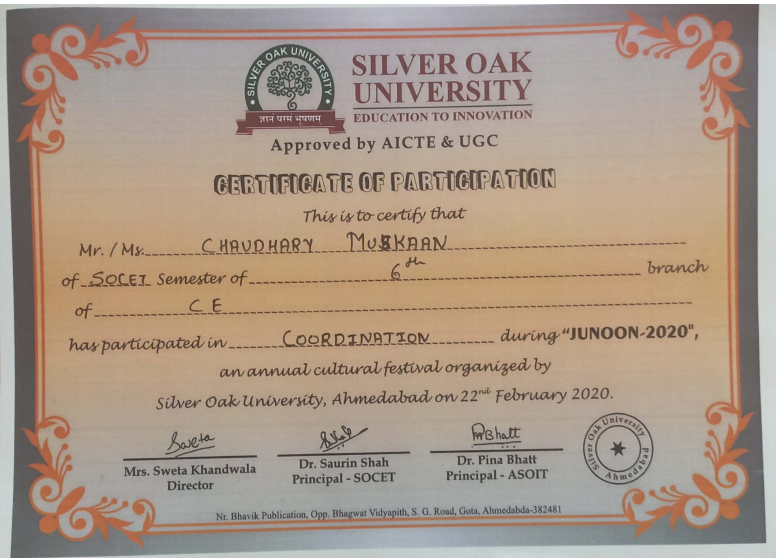 SILVER OAK UNIVERSITY
ज्ञानं परमं भूषणम्
SILVER OAK
UNIVERSITY
EDUCATION TO INNOVATION
Approved by AICTE & UGC
CERTIFICATE OF PARTICIPATION
This is to certify that
Mr. / Ms. CHAUDHARY MUSKAAN
of SOCET Semester of 6th branch
of CE
has participated in COORDINATION during "JUNOON-2020",
an annual cultural festival organized by
Silver Oak University, Ahmedabad on 22nd February 2020.
Sweta
PRBhatt
Mrs. Sweta Khandwala
Director
Dr. Saurin Shah
Principal - SOCET
Dr. Pina Bhatt
Principal - ASOIT
Silver Oak University
Ahmedabad
Nr. Bhavik Publication, Opp. Bhagwat Vidyapith, S. G. Road, Gota, Ahmedabda-382481